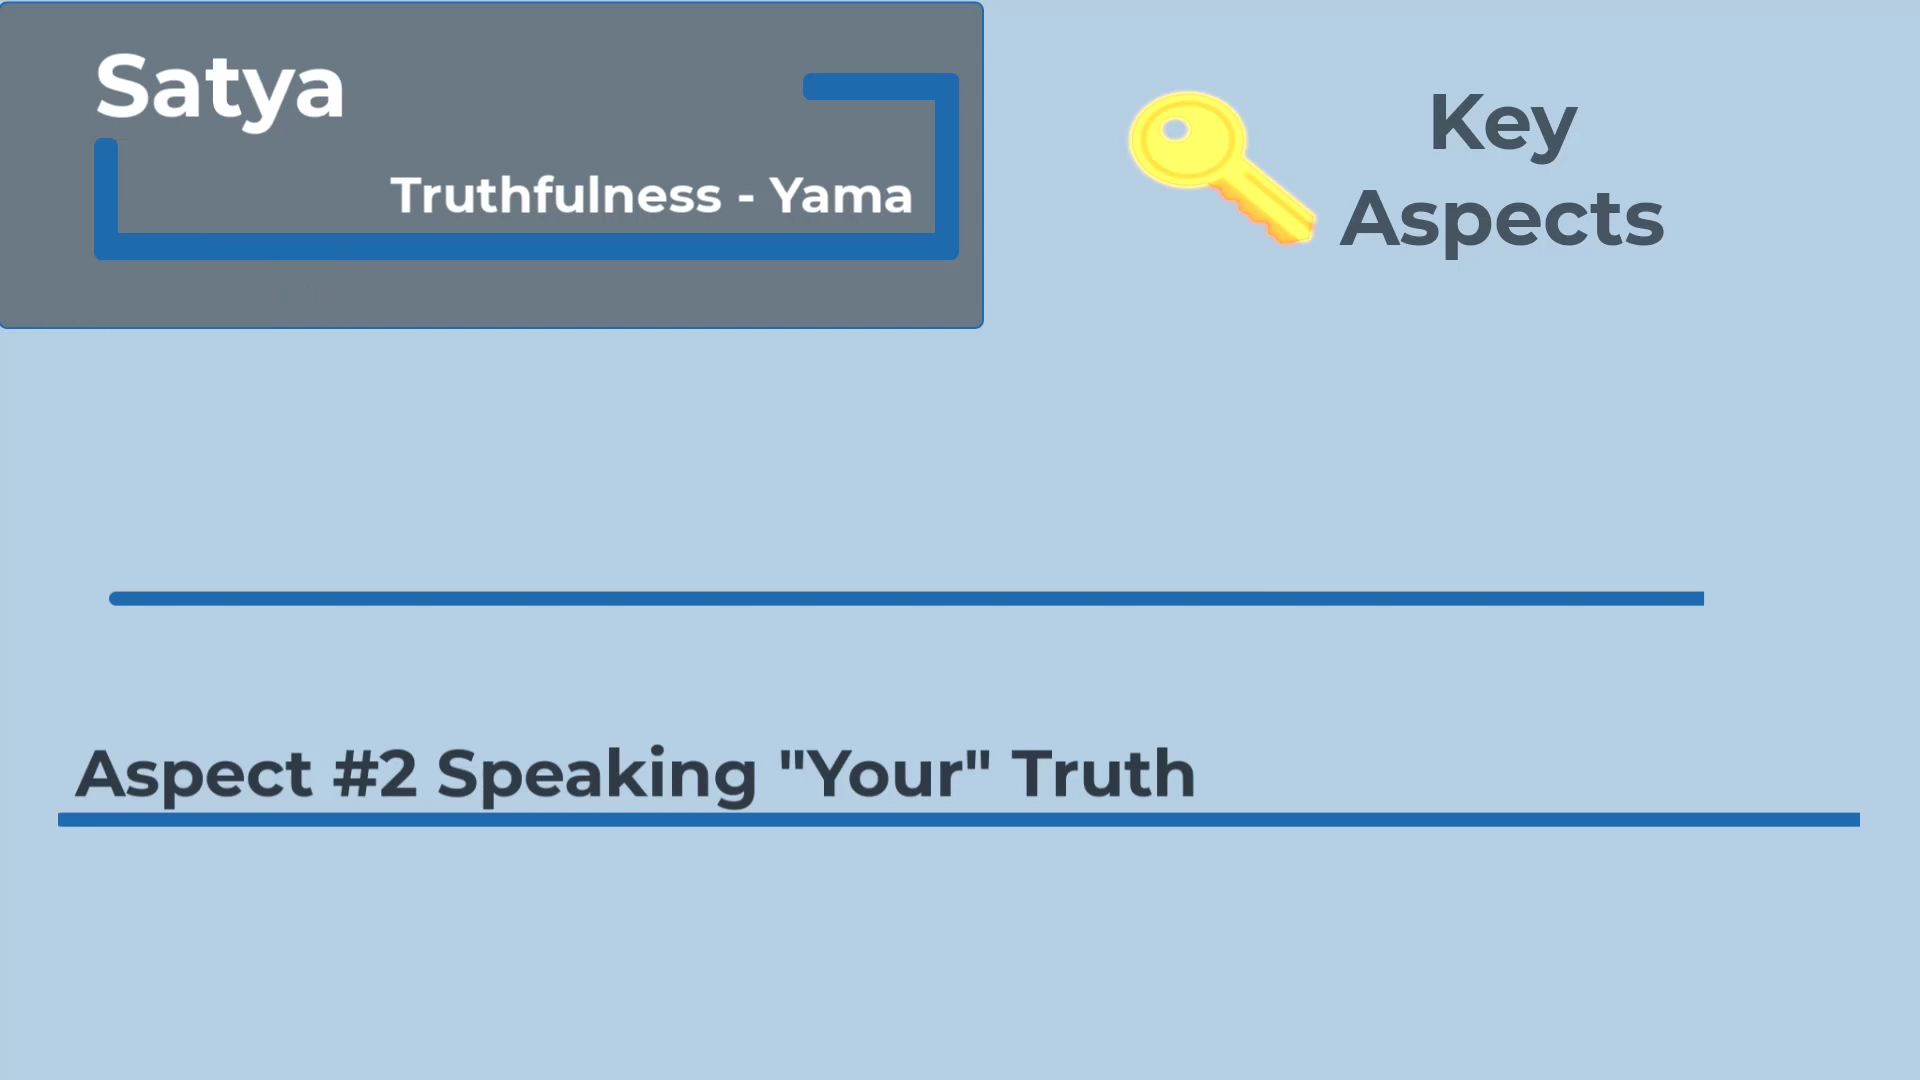 Satya
Truthfulness - Yama
Key
Aspects
Aspect #2 Speaking "Your" Truth